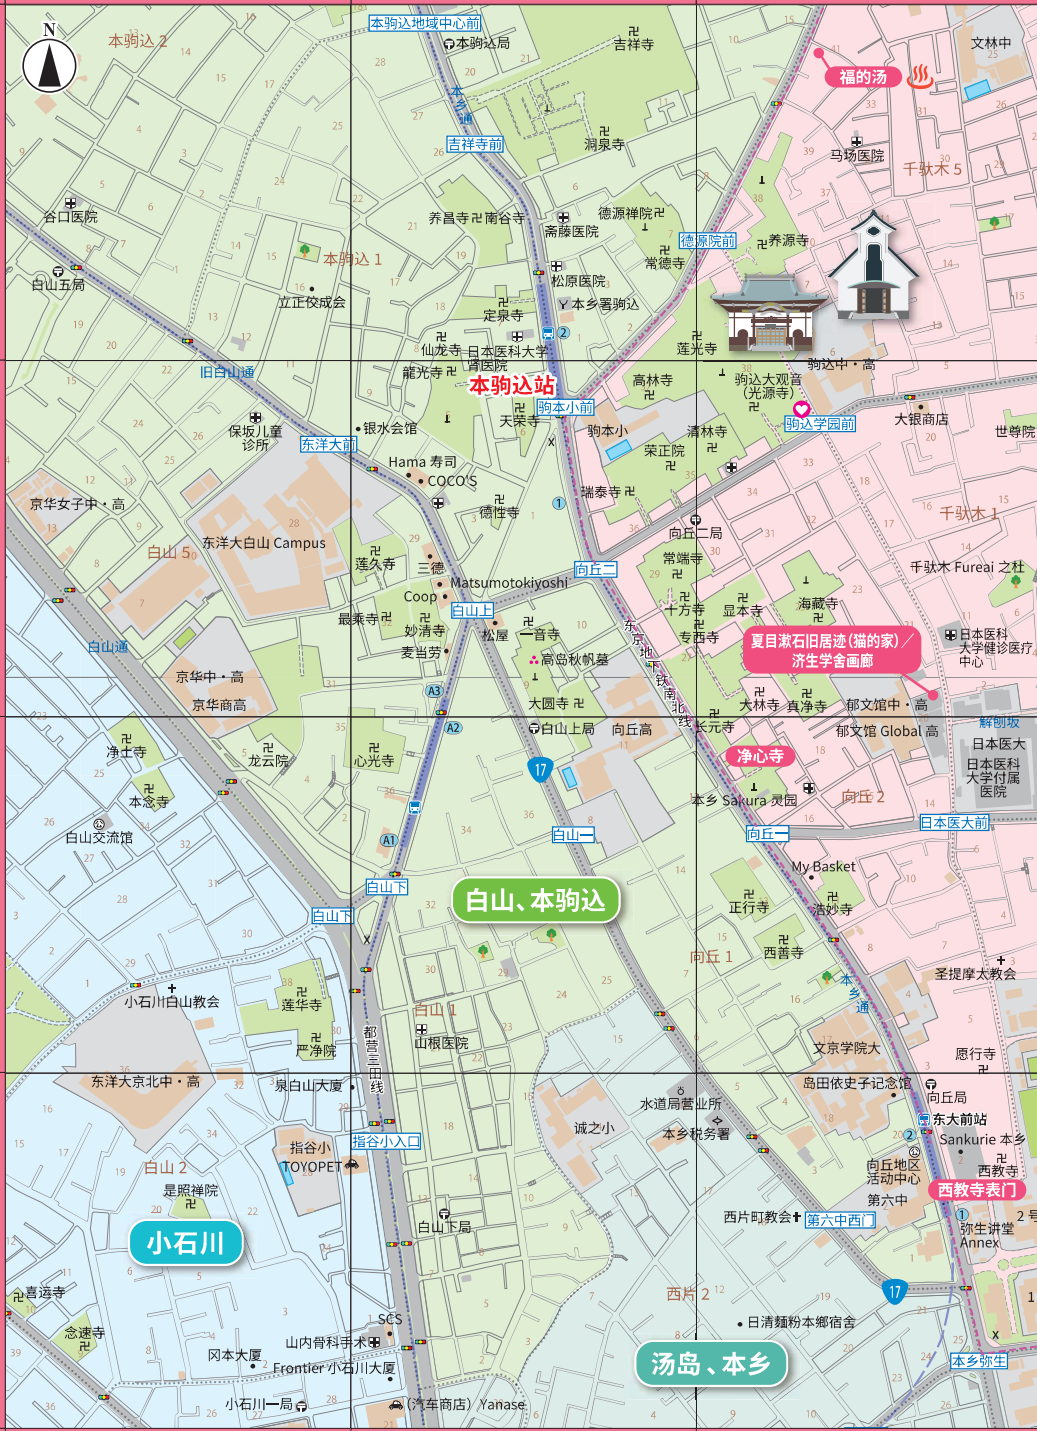 N
本驹込 2
本驹込地域中心前
本驹込局
吉祥寺
文林中
福的汤
本乡通
吉祥寺前
洞泉寺
马场医院
千驮木 5
谷口医院
养昌寺
南谷寺
斋藤医院
德源禅院
德源院前
养源寺
常德寺
本驹込 1
白山五局
立正佼成会
松原医院
本乡署驹込
定泉寺
仙龙寺
日本医科大学
肾医院
莲光寺
驹込中・高
旧白山通
龍光寺
本驹込站
高林寺
驹込大观音
(光源寺)
驹本小前
天荣寺
驹本小
驹込学园前
大银商店
世尊院
保坂儿童
诊所
东洋大前
银水会馆
清林寺
荣正院
Hama 寿司
COCO'S
瑞泰寺
京华女子中・高
德性寺
千驮木 1
向丘二局
东洋大白山 Campus
白山 5
莲久寺
三德
常端寺
向丘二
千驮木 Fureai 之杜
Matsumotokiyoshi
Coop
白山上
最乘寺
妙清寺
松屋
一音寺
十方寺
显本寺
海藏寺
专西寺
东京地下铁南北线
白山通
麦当劳
高岛秋帆墓
夏目漱石旧居迹（猫的家）／
济生学舍画廊
日本医科
大学健诊医疗
中心
京华中・高
京华商高
A3
A2
大圆寺
大林寺
真净寺
郁文馆中・高
郁文馆 Global 高
解刨坂
净土寺
龙云院
心光寺
白山上局
向丘高
长元寺
净心寺
日本医大
日本医科
大学付属
医院
17
本念寺
本乡 Sakura 灵园
向丘 2
白山交流馆
白山一
向丘一
日本医大前
A1
My Basket
白山下
白山、本驹込
正行寺
浩妙寺
白山下
西善寺
向丘 1
圣提摩太教会
小石川白山教会
莲华寺
白山 1
本乡通
山根医院
严净院
都营三田线
文京学院大
愿行寺
东洋大京北中・高
泉白山大厦
岛田依史子记念馆
向丘局
水道局营业所
诚之小
本乡税务署
东大前站
指谷小入口
指谷小
TOYOPET
Sankurie 本乡
向丘地区
活动中心
西教寺
白山 2
是照禅院
第六中
西教寺表门
白山下局
西片町教会
第六中西门
弥生讲堂
Annex
2 号
小石川
喜运寺
西片 2
17
念速寺
SCS
山内骨科手术
日清麵粉本郷宿舍
冈本大厦
Frontier 小石川大厦
汤岛、本乡
本乡弥生
小石川一局
（汽车商店）Yanase